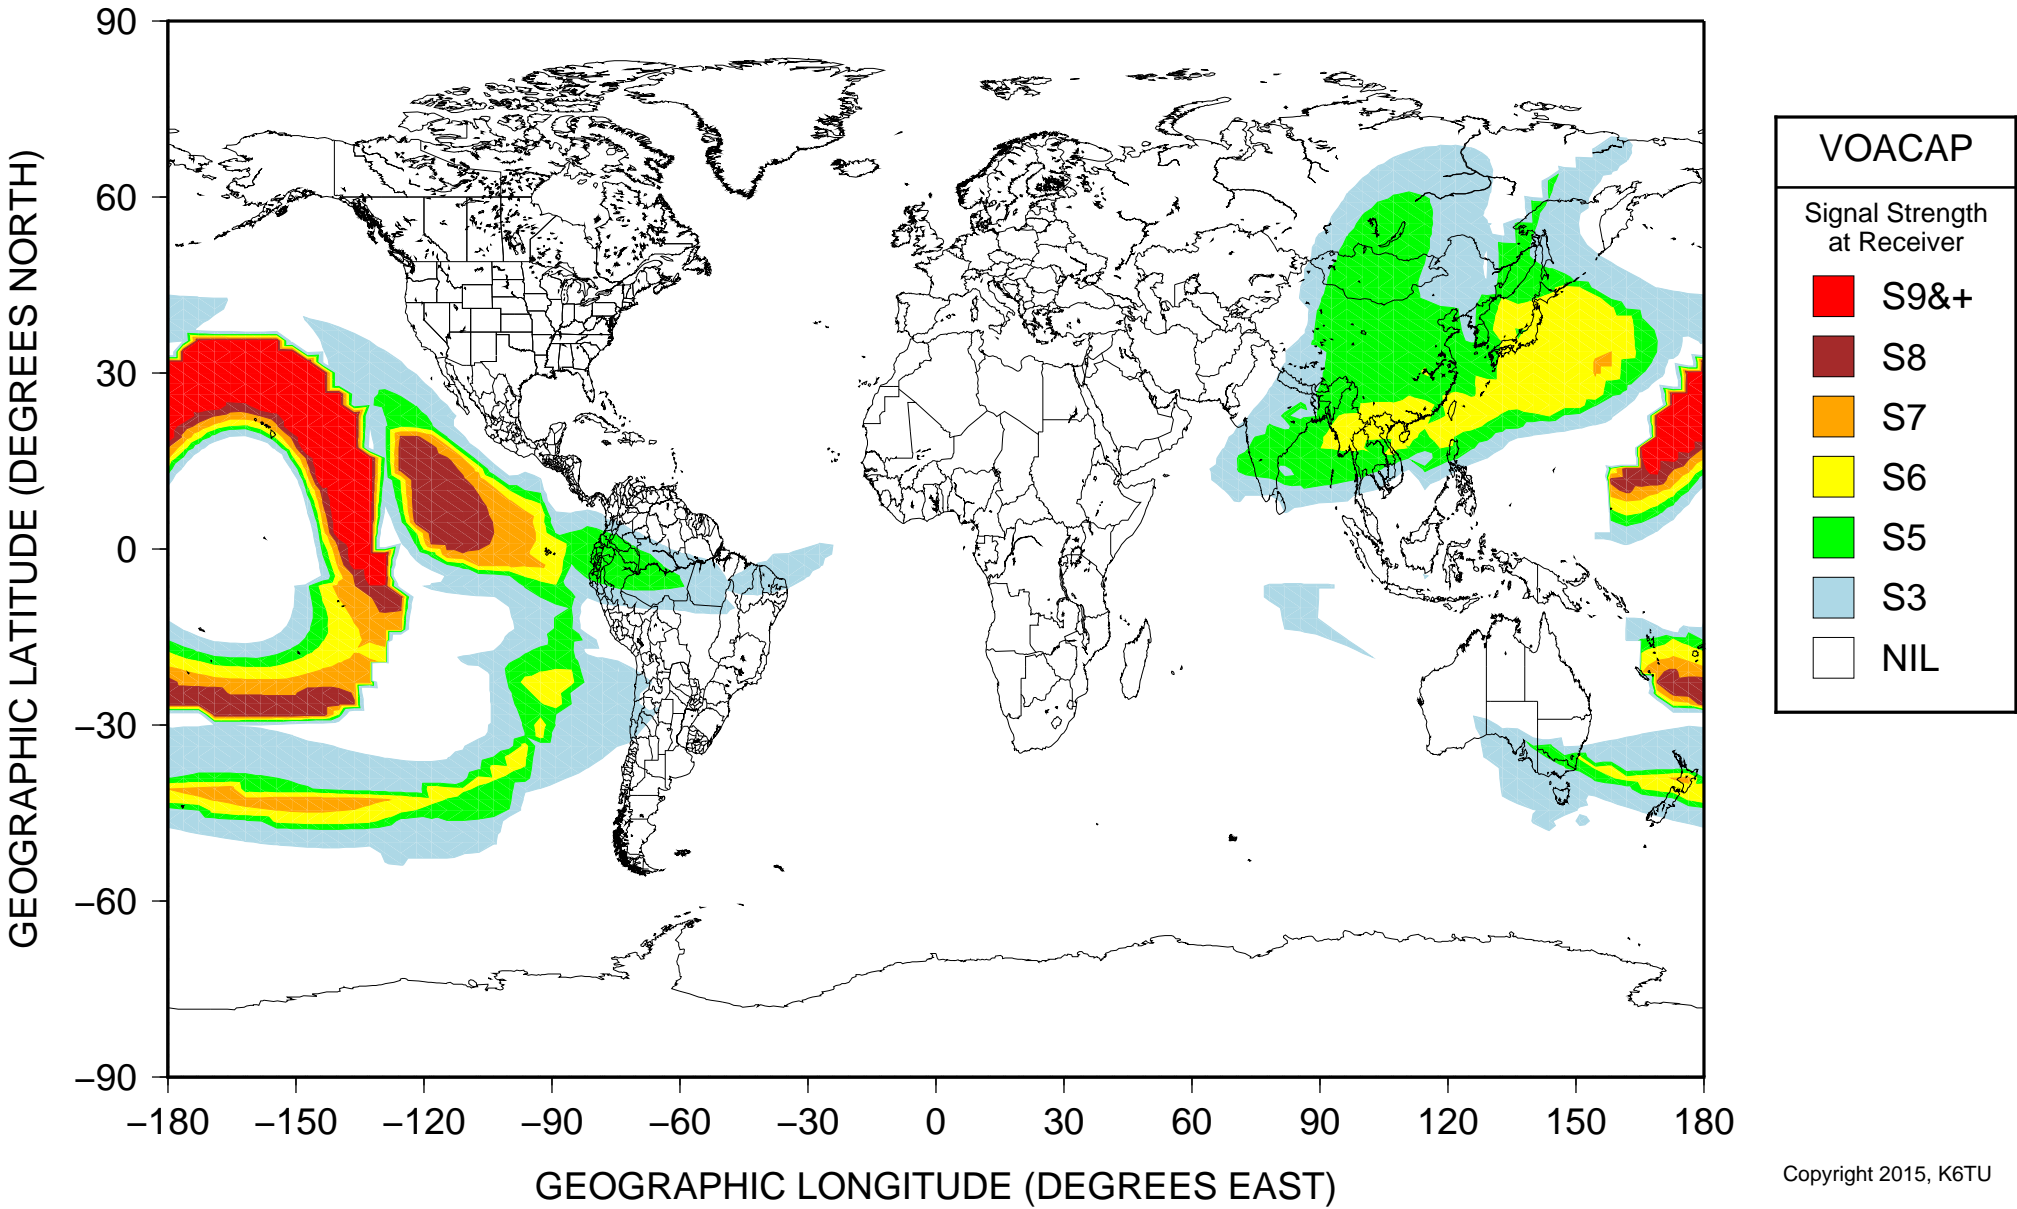 90
60
30
0
−30
−60
−90
GEOGRAPHIC LATITUDE (DEGREES NORTH)
−180 −150 −120 −90 −60 −30 0 30 60 90 120 150 180
GEOGRAPHIC LONGITUDE (DEGREES EAST)
VOACAP
Signal Strength
at Receiver
S9&+
S8
S7
S6
S5
S3
NIL
Copyright 2015, K6TU